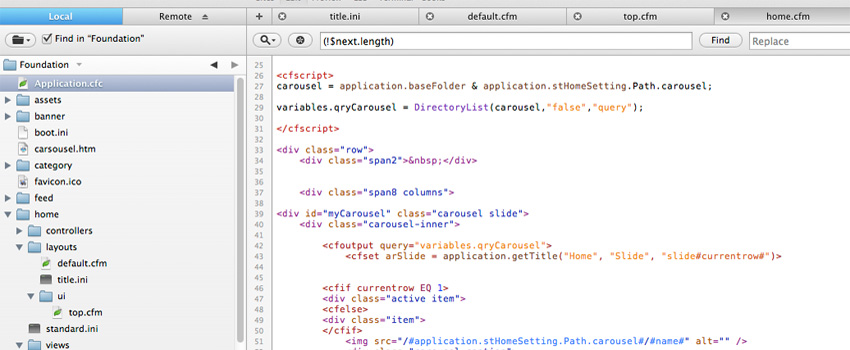 Local Remote + title.ini default.cfm top.cfm home.cfm
Find in “Foundation” (!$next.length) Find Replace
Foundation
Application.cfc
assets
banner
boot.ini
carsousel.htm
category
favicon.ico
feed
home
controllers
layouts
default.cfm
title.ini
ui
top.cfm
standard.ini
views
25
26 <cfscript>
27 carousel = application.baseFolder & application.stHomeSetting.Path.carousel;
28
29 variables.qryCarousel = DirectoryList(carousel,"false","query");
30
31 </cfscript>
32
33 <div class="row">
34 <div class="span2">&nbsp;</div>
35
36
37 <div class="span8 columns">
38
39 <div id="myCarousel" class="carousel slide">
40 <div class="carousel-inner">
41
42 <cfoutput query="variables.qryCarousel">
43 <cfset arSlide = application.getTitle("Home", "Slide", "slide#currentrow#")>
44
45
46 <cfif currentrow EQ 1>
47 <div class="active item">
48 <cfelse>
49 <div class="item">
50 </cfif>
51 <img src="/#application.stHomeSetting.Path.carousel#/#name#" alt="" />